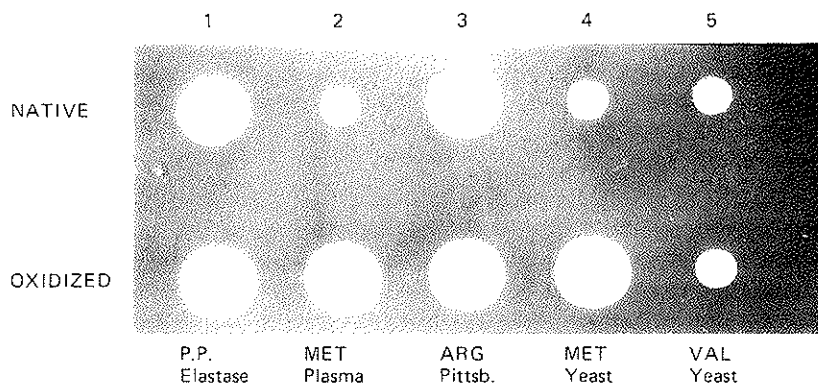 1 2 3 4 5
NATIVE
OXIDIZED
P.P. MET ARG MET VAL
Elastase Plasma Pittsb. Yeast Yeast